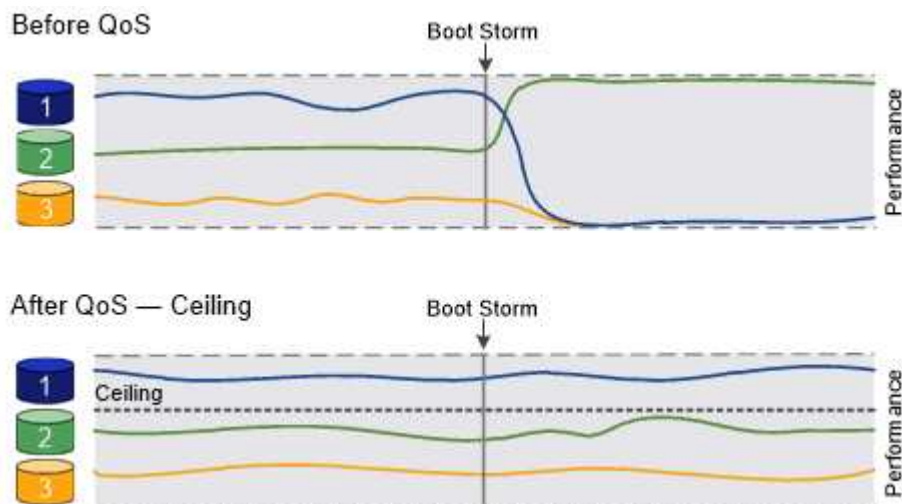 Before QoS
Boot Storm
1
2
3
Performance
After QoS — Ceiling
Boot Storm
1
Ceiling
2
3
Performance